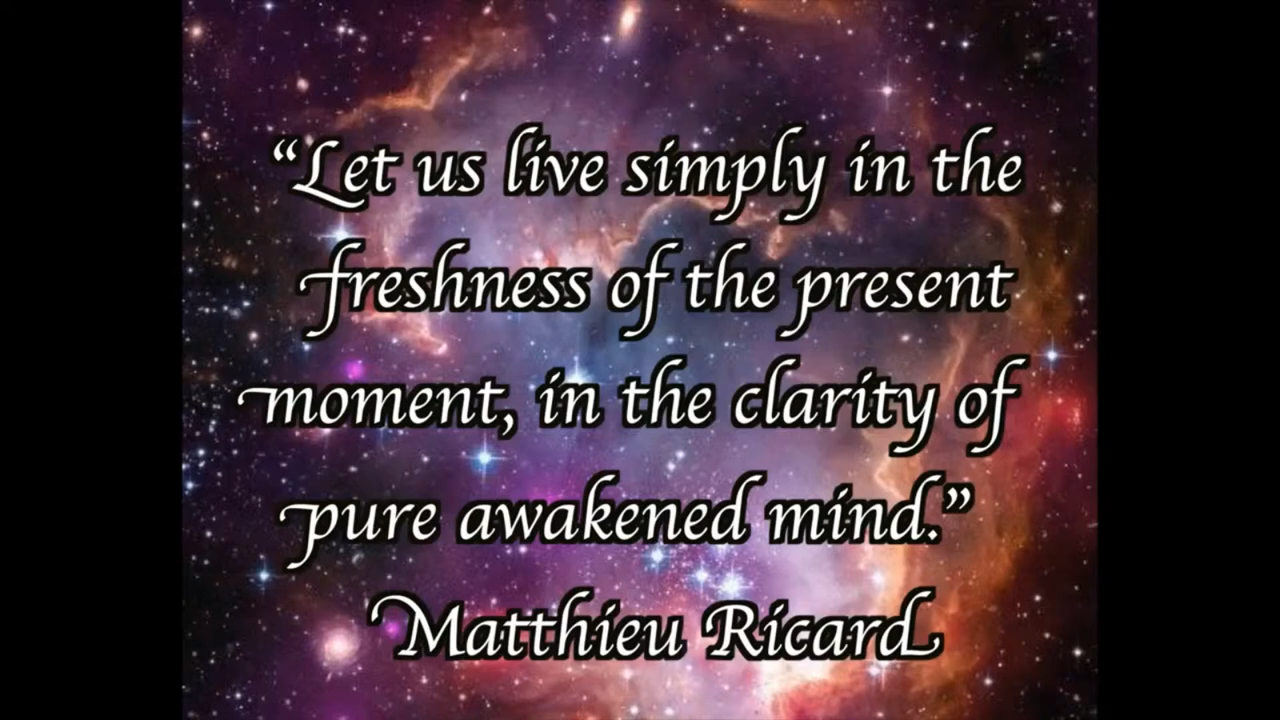 “Let us live simply in the
freshness of the present
moment, in the clarity of
pure awakened mind.”
Matthieu Ricard